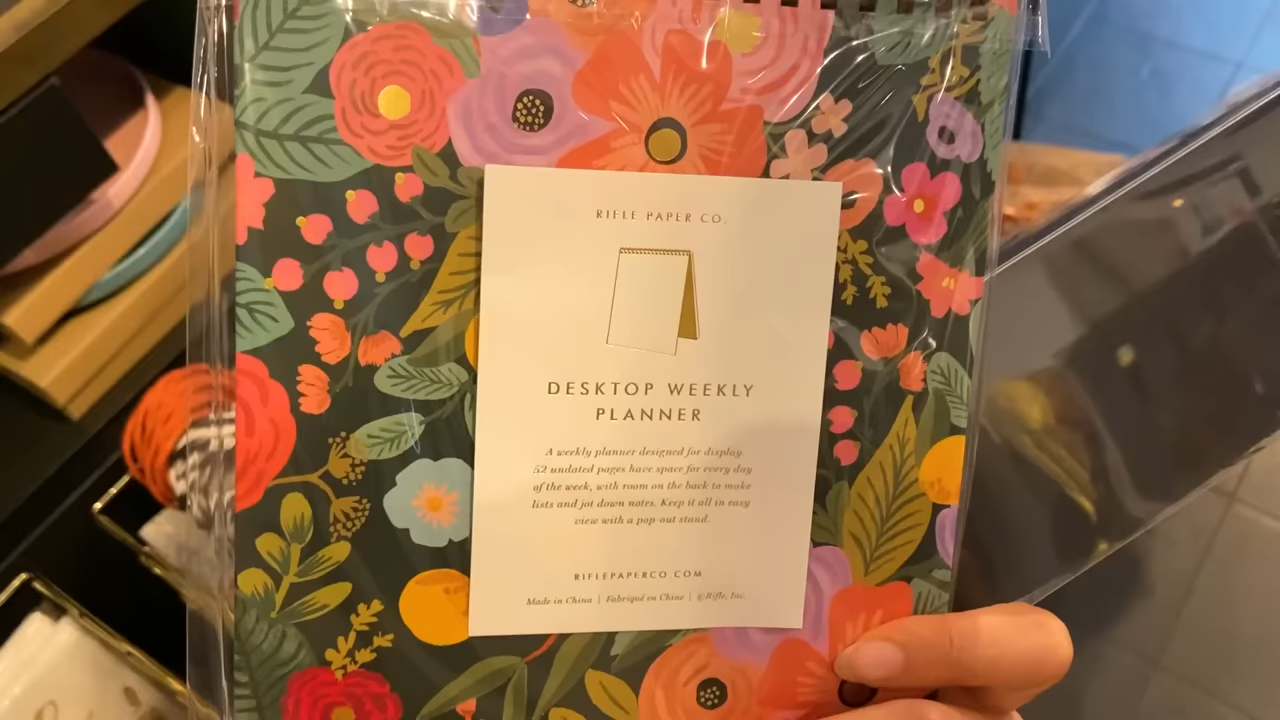 RIFLE PAPER CO.
DESKTOP WEEKLY
PLANNER
A weekly planner designed for display.
52 undated pages have space for every day
of the week, with room on the back to make
lists and jot down notes. Keep it all in easy
view with a pop-out stand.
RIFLEPAPERCO.COM
Made in China | Fabriqué en Chine | © Rifle, Inc.